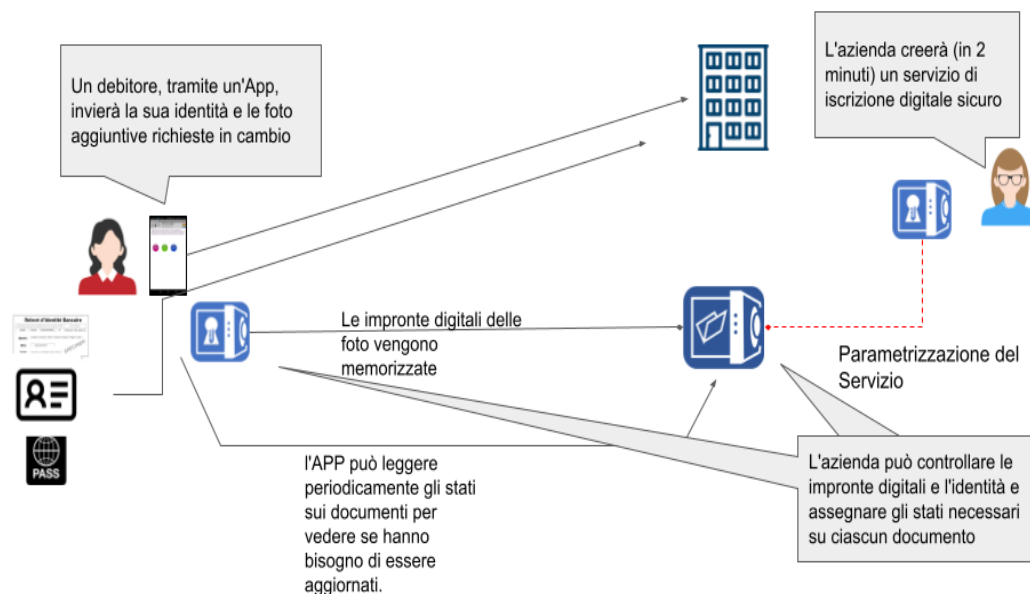 Un debitore, tramite un'App,
invierà la sua identità e le foto
aggiuntive richieste in cambio
L'azienda creerà (in 2
minuti) un servizio di
iscrizione digitale sicuro
Relevé d'Identité Bancaire
SPECIMEN
PASS
Le impronte digitali delle
foto vengono
memorizzate
Parametrizzazione del
Servizio
l'APP può leggere
periodicamente gli stati
sui documenti per
vedere se hanno
bisogno di essere
aggiornati.
L'azienda può controllare le
impronte digitali e l'identità e
assegnare gli stati necessari
su ciascun documento